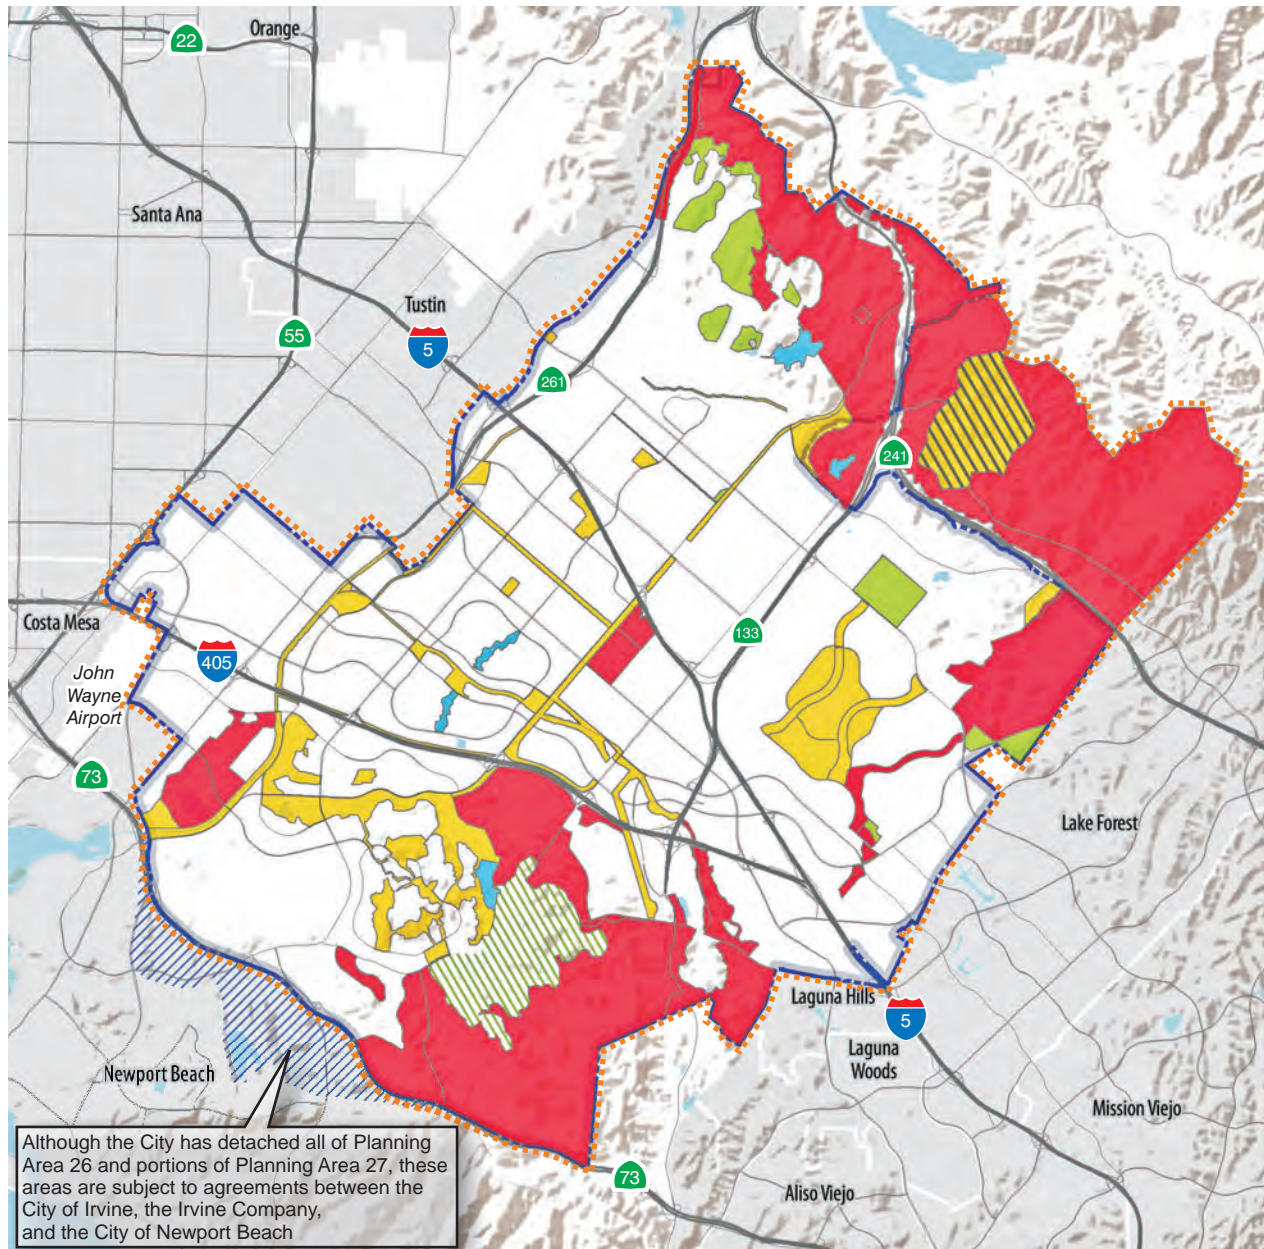 Orange
22
Santa Ana
Tustin
55
5
261
241
Costa Mesa
405
133
John
Wayne
Airport
73
Lake Forest
Laguna Hills
5
Laguna
Woods
Newport Beach
Mission Viejo
Although the City has detached all of Planning
Area 26 and portions of Planning Area 27, these
areas are subject to agreements between the
City of Irvine, the Irvine Company,
and the City of Newport Beach
73
Aliso Viejo